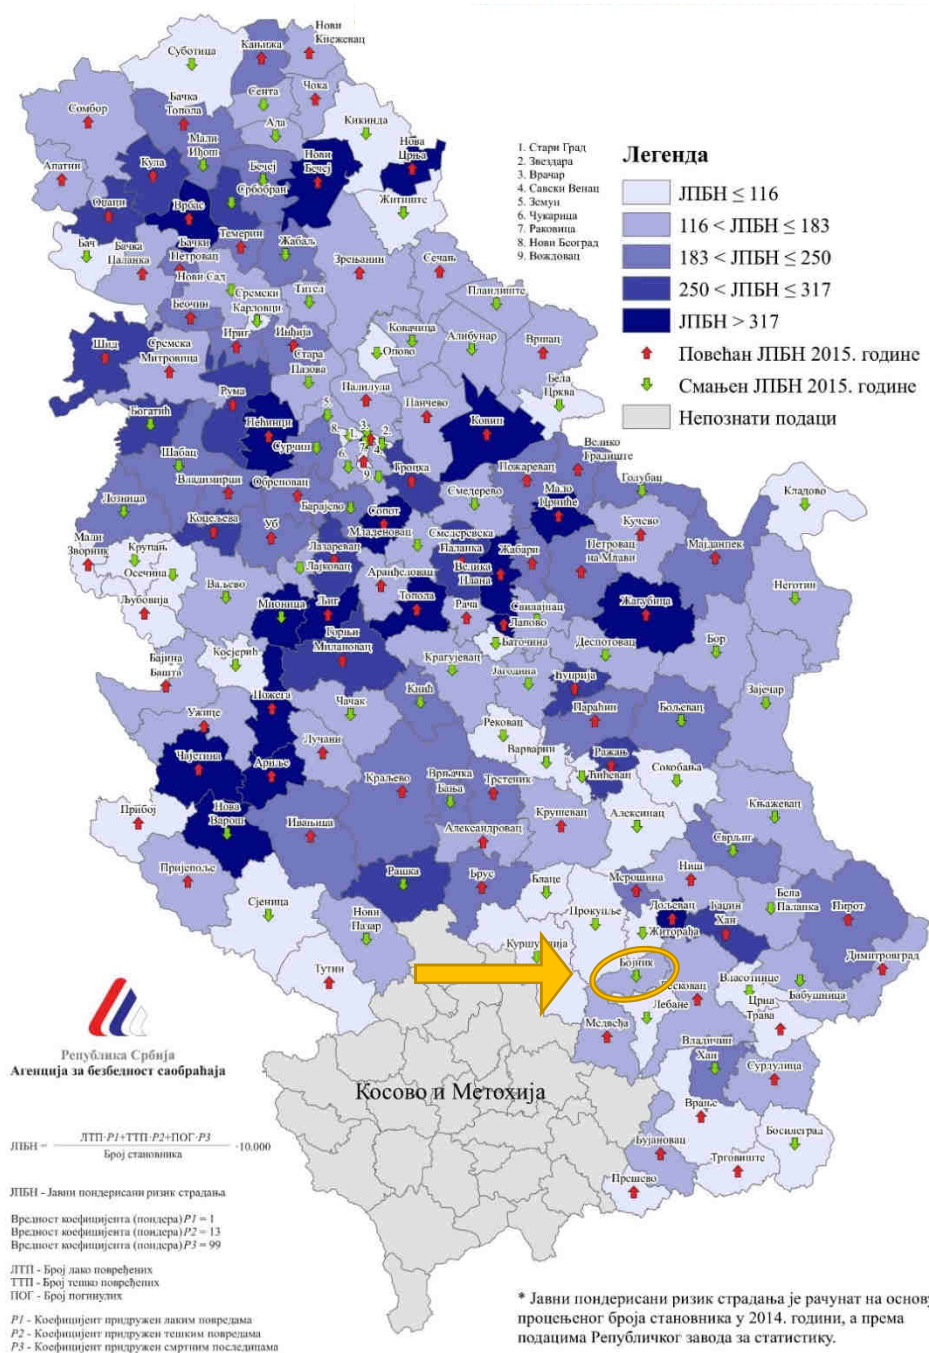 Нови
Кнежевац
Суботица
Кањижа
Сомбор
Бачка
Топола
Сента
Чока
Ада
Кикинда
Мали
Иђош
Нова
Црња
Апатин
Кула
Бечеј
Нови
Бечеј
Оџаци
Србобран
Врбас
Житиште
Бач
Бачка
Паланка
Бачки
Петровац
Темерин
Жабаљ
Зрењанин
Сечањ
Нови Сад
Сремски
Карловци
Тител
Пландиште
Беочин
Ириг
Инђија
Ковачица
Опово
Алибунар
Вршац
Шид
Сремска
Митровица
Стара
Пазова
Бела
Црква
Рума
Палилула
Панчево
Ковин
Богатић
Пећинци
Сурчин
5.
8.
1.
3.
2.
7.
4.
6.
9.
Шабац
Гроцка
Пожаревац
Велико
Градиште
Голубац
Кладово
Лозница
Владимирци
Обреновац
Барајево
Сопот
Смедерево
Мало
Црниће
Кучево
Мали
Зворник
Коцељева
Уб
Младеновац
Смедеревска
Паланка
Жабари
Петровац
на Млави
Мајданпек
Крупањ
Осечина
Лазаревац
Лајковац
Аранђеловац
Велика
Плана
Неготин
Љубовија
Ваљево
Мионица
Љиг
Топола
Рача
Свилајнац
Жагубица
Лапово
Баточина
Косјерић
Горњи
Милановац
Деспотовац
Бор
Бајина
Башта
Крагујевац
Јагодина
Ћуприја
Зајечар
Пожега
Чачак
Кнић
Параћин
Бољевац
Ужице
Рековац
Лучани
Варварин
Ражањ
Чајетина
Ариље
Ћићевац
Сокобања
Краљево
Врњачка
Бања
Трстеник
Књажевац
Прибој
Нова
Варош
Ивањица
Александровац
Крушевац
Алексинац
Сврљиг
Пријепоље
Рашка
Брус
Блаце
Мерошина
Ниш
Бела
Паланка
Пирот
Сјеница
Нови
Пазар
Прокупље
Дољевац
Гаџин
Хан
Житорађа
Димитровград
Тутин
Бојник
Власотинце
Бабушница
Лебане
Црна
Трава
Медвеђа
Владичин
Хан
Сурдулица
Косово и Метохија
Врање
Босилеград
Бујановац
Трговиште
Прешево
1. Стари Град
2. Звездара
3. Врачар
4. Савски Венац
5. Земун
6. Чукарица
7. Раковица
8. Нови Београд
9. Вождовац
Легенда
ЈПБН ≤ 116
116 < ЈПБН ≤ 183
183 < ЈПБН ≤ 250
250 < ЈПБН ≤ 317
ЈПБН > 317
Повећан ЈПБН 2015. године
Смањен ЈПБН 2015. године
Непознати подаци
Република Србија
Агенција за безбедност саобраћаја
ЈПБН = ЛТП·P1+ТТП·P2+ПОГ·P3 ·10.000
Број становника
ЈПБН - Јавни пондерисани ризик страдања
Вредност коефицијента (пондера) P1 = 1
Вредност коефицијента (пондера) P2 = 13
Вредност коефицијента (пондера) P3 = 99
ЛТП - Број лако повређених
ТТП - Број тешко повређених
ПОГ - Број погинулих
P1 - Коефицијент придружен лаким повредама
P2 - Коефицијент придружен тешким повредама
P3 - Коефицијент придружен смртним последицама
* Јавни пондерисани ризик страдања је рачунат на основу
процењеног броја становника у 2014. години, а према
подацима Републичког завода за статистику.